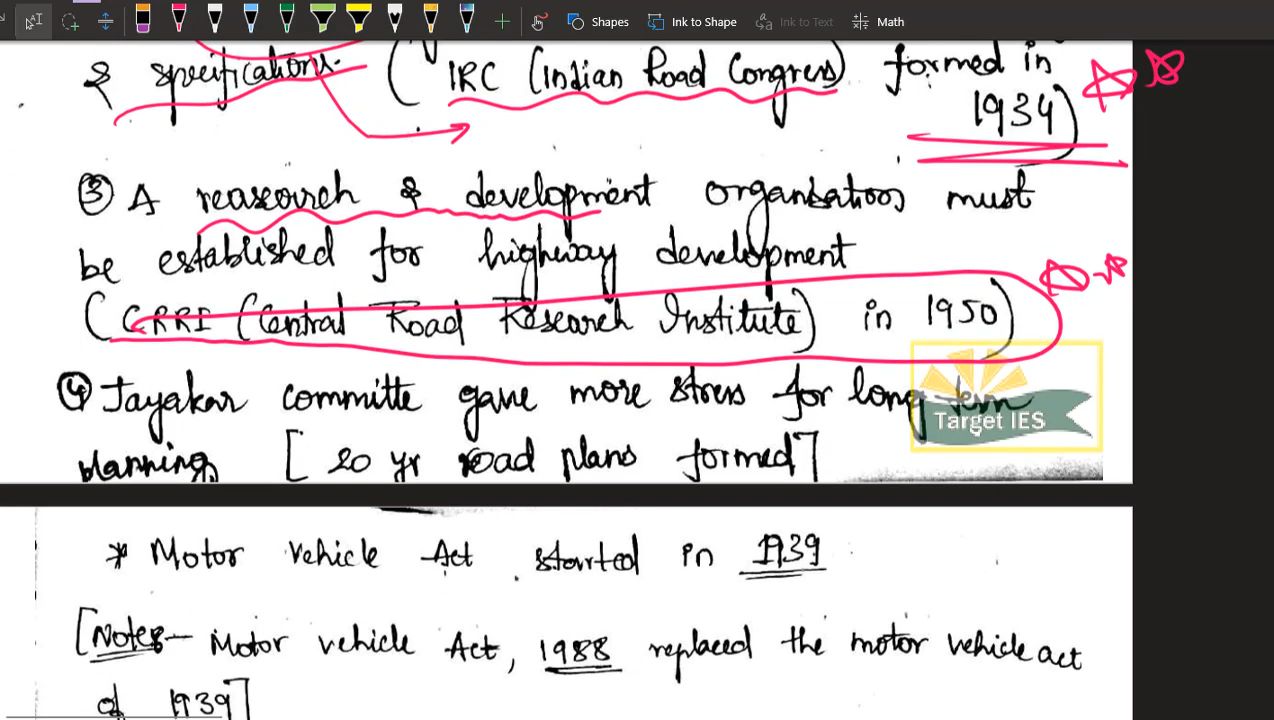 Shapes Ink to Shape Ink to Text Math
& specifications. ( IRC (Indian Road Congress) formed in
1934)
③ A reasearch & development organisation must
be established for highway development
( CRRI (Central Road Research Institute) in 1950)
④ Jayakar committe gave more stress for long term
planning [ 20 yr road plans formed]
Target IES
* Motor vehicle Act started in 1939
[Notes - Motor vehicle Act, 1988 replaced the motor vehicle act
of 1939]